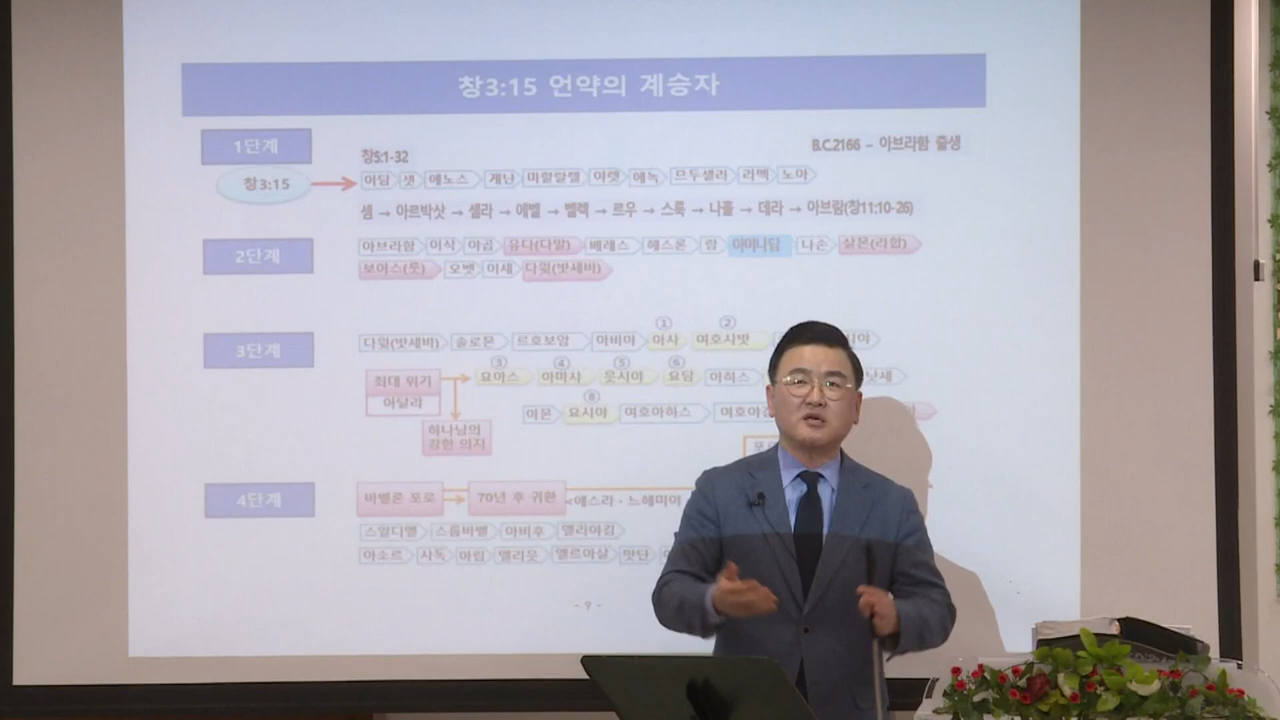 창3:15 언약의 계승자
1단계
창5:1-32
B.C.2166 - 아브라함 출생
창3:15
아담 셋 에노스 게난 마할랄렐 야렛 에녹 므두셀라 라멕 노아
셈 → 아르박삿 → 셀라 → 에벨 → 벨렉 → 르우 → 스룩 → 나홀 → 데라 → 아브람(창11:10-26)
2단계
아브라함 이삭 야곱 유다(다말) 베레스 헤스론 람 아미나답 나손 살몬(라합)
보아스(룻) 오벳 이새 다윗(밧세바)
3단계
① ②
다윗(밧세바) 솔로몬 르호보암 아비야 아사 여호사밧
③ ④ ⑤ ⑥
최대 위기 요아스 아마샤 웃시야 요담 아하스 낫세
아달랴
⑧
아몬 요시야 여호아하스
하나님의
강한 의지
4단계
바벨론 포로 70년 후 귀환 <에스라 · 느헤미야
스알디엘 스룹바벨 아비훗 엘리아김
아소르 사독 아킴 엘리웃 엘르아살 맛단
- 9 -